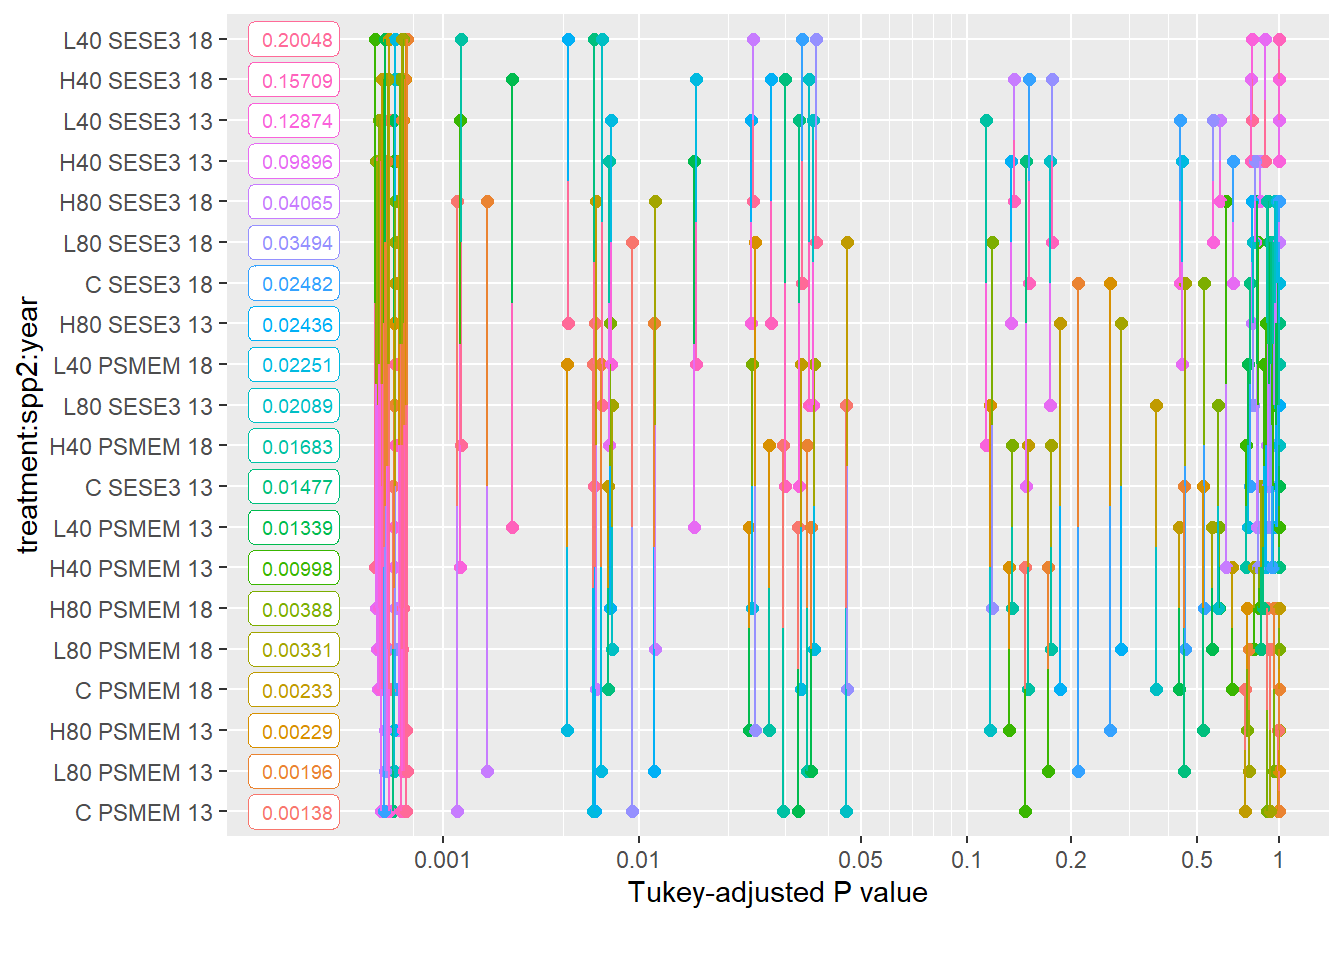 L40 SESE3 18 0.20048
H40 SESE3 18 0.15709
L40 SESE3 13 0.12874
H40 SESE3 13 0.09896
H80 SESE3 18 0.04065
L80 SESE3 18 0.03494
C SESE3 18 0.02482
H80 SESE3 13 0.02436
L40 PSMEM 18 0.02251
L80 SESE3 13 0.02089
H40 PSMEM 18 0.01683
C SESE3 13 0.01477
L40 PSMEM 13 0.01339
H40 PSMEM 13 0.00998
H80 PSMEM 18 0.00388
L80 PSMEM 18 0.00331
C PSMEM 18 0.00233
H80 PSMEM 13 0.00229
L80 PSMEM 13 0.00196
C PSMEM 13 0.00138
treatment:spp2:year
0.001 0.01 0.05 0.1 0.2 0.5 1
Tukey-adjusted P value